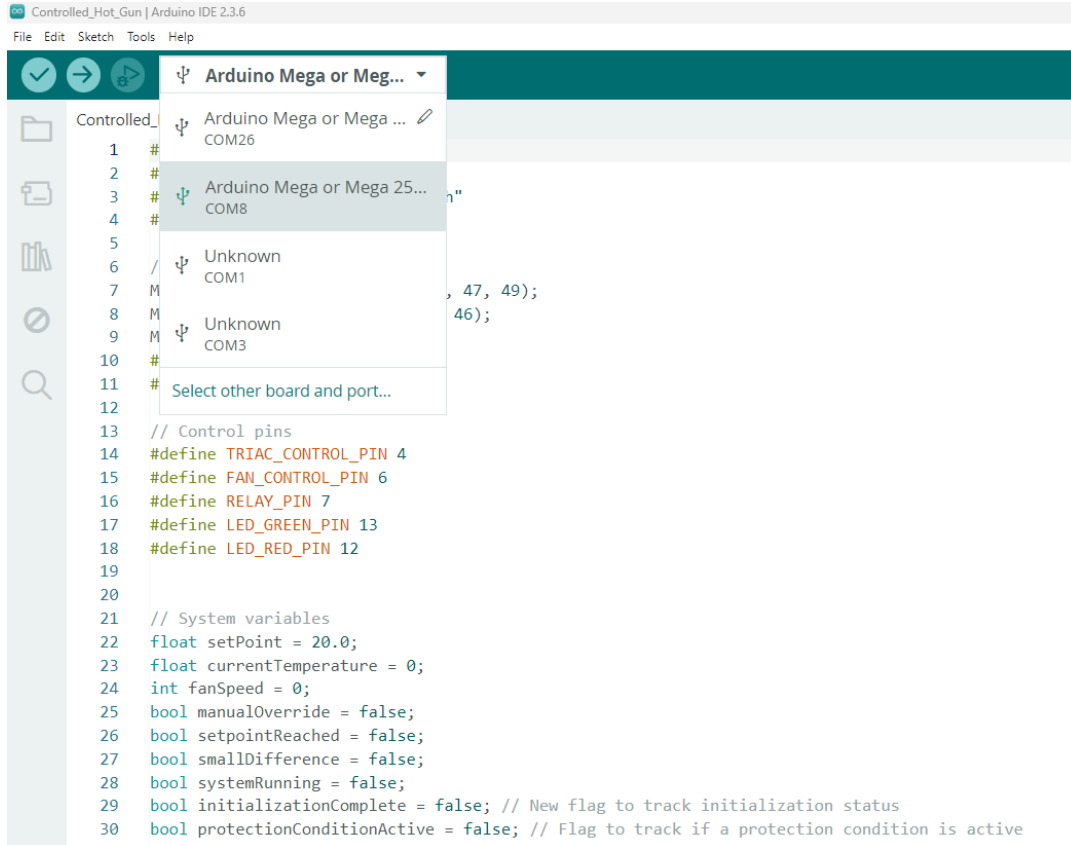 Controlled_Hot_Gun | Arduino IDE 2.3.6
File Edit Sketch Tools Help
Arduino Mega or Meg...
Controlled_
Arduino Mega or Mega ...
COM26
Arduino Mega or Mega 25...
COM8
Unknown
COM1
Unknown
COM3
Select other board and port...
1 #
2 #
3 # h"
4 #
5
6 /
7 M , 47, 49);
8 M 46);
9 M
10 #
11 #
12
13 // Control pins
14 #define TRIAC_CONTROL_PIN 4
15 #define FAN_CONTROL_PIN 6
16 #define RELAY_PIN 7
17 #define LED_GREEN_PIN 13
18 #define LED_RED_PIN 12
19
20
21 // System variables
22 float setPoint = 20.0;
23 float currentTemperature = 0;
24 int fanSpeed = 0;
25 bool manualOverride = false;
26 bool setpointReached = false;
27 bool smallDifference = false;
28 bool systemRunning = false;
29 bool initializationComplete = false; // New flag to track initialization status
30 bool protectionConditionActive = false; // Flag to track if a protection condition is active